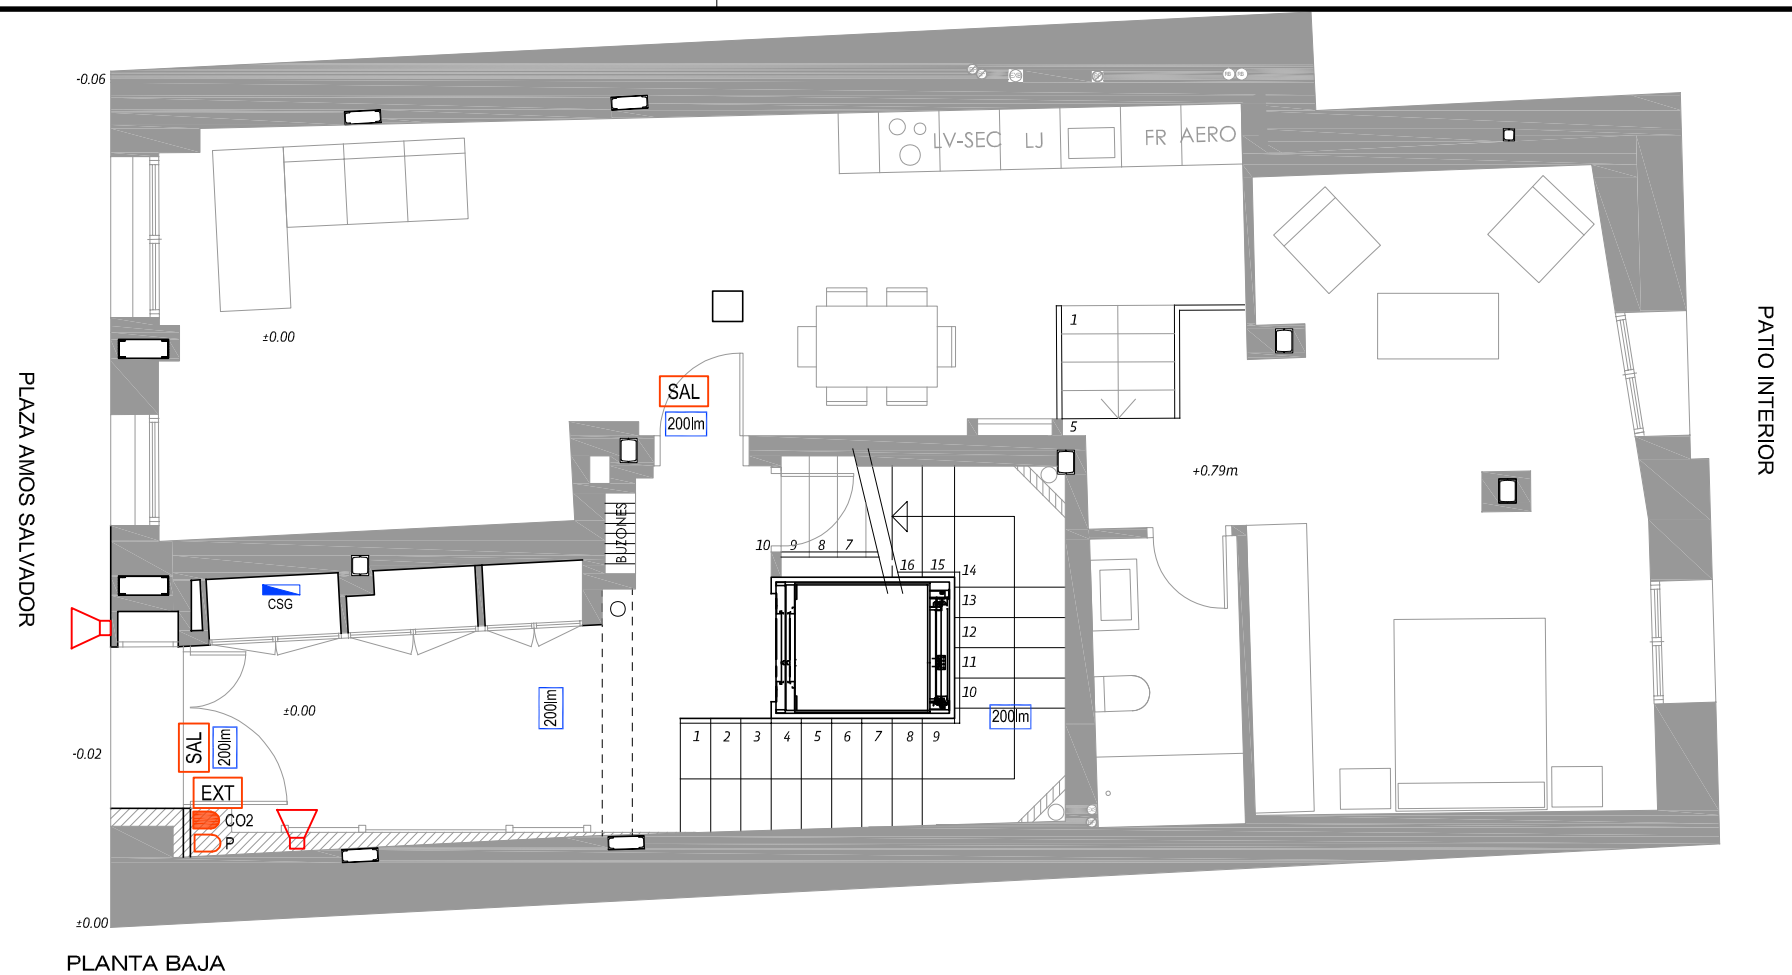 -0.06
LV-SEC
LJ
FR
AERO
±0.00
1
PLAZA AMOS SALVADOR
PATIO INTERIOR
SAL
200lm
5
+0.79m
BUZONES
10
9
8
7
16
15
14
13
12
11
10
CSG
±0.00
200lm
200lm
1
2
3
4
5
6
7
8
9
-0.02
SAL
200lm
EXT
CO2
P
±0.00
PLANTA BAJA